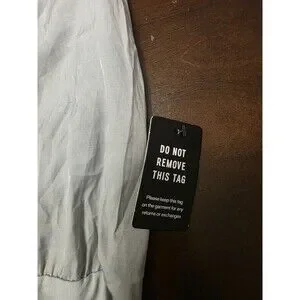 DO NOT
REMOVE
THIS TAG
Please keep this tag
on the garment for any
returns or exchanges